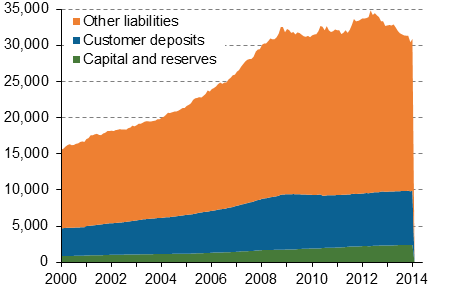 35,000
30,000
25,000
20,000
15,000
10,000
5,000
0
Other liabilities
Customer deposits
Capital and reserves
2000 2002 2004 2006 2008 2010 2012 2014